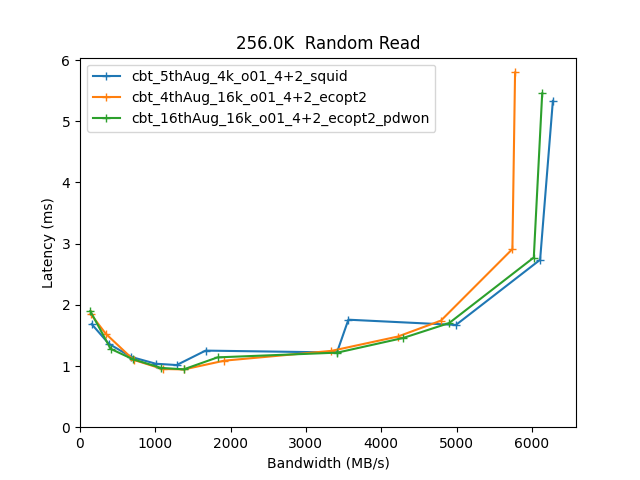 256.0K  Random Read
cbt_5thAug_4k_o01_4+2_squid
cbt_4thAug_16k_o01_4+2_ecopt2
cbt_16thAug_16k_o01_4+2_ecopt2_pdwon
Latency (ms)
6
5
4
3
2
1
0
0 1000 2000 3000 4000 5000 6000
Bandwidth (MB/s)